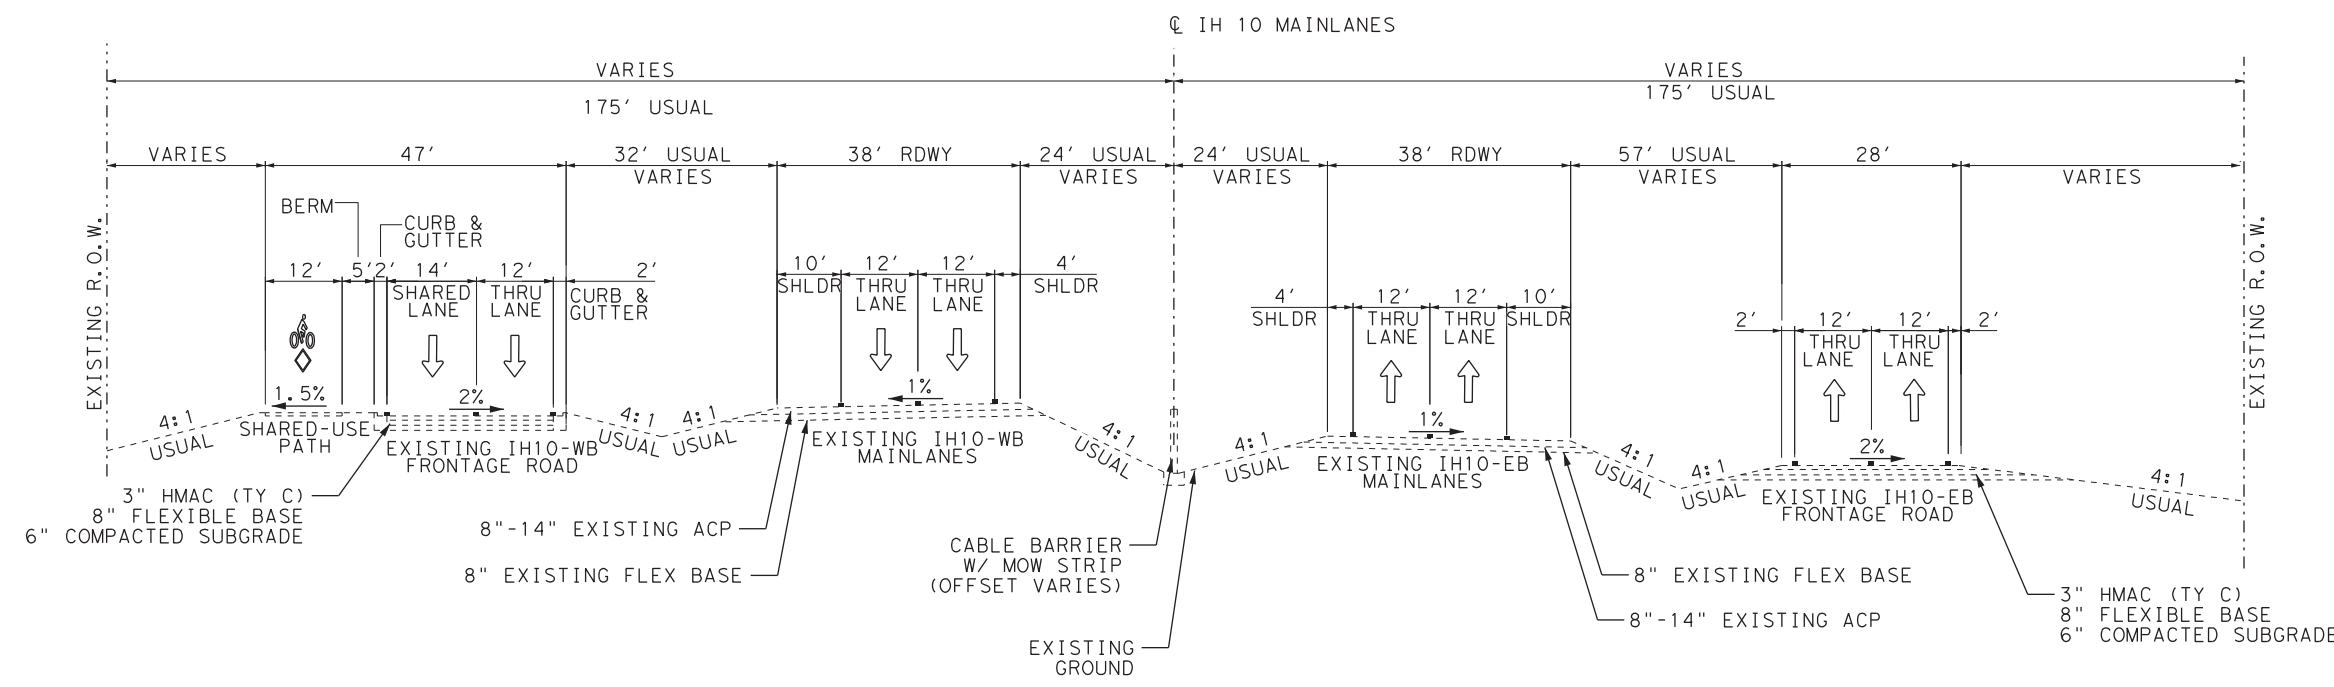 ℄ IH 10 MAINLANES
VARIES
175' USUAL
VARIES
175' USUAL
VARIES
47'
32' USUAL
VARIES
38' RDWY
24' USUAL
VARIES
24' USUAL
VARIES
38' RDWY
57' USUAL
VARIES
28'
VARIES
EXISTING R.O.W.
BERM
CURB &
GUTTER
12'
5'
2'
14'
SHARED
LANE
12'
THRU
LANE
2'
CURB &
GUTTER
10'
SHLDR
12'
THRU
LANE
12'
THRU
LANE
4'
SHLDR
4'
SHLDR
12'
THRU
LANE
12'
THRU
LANE
10'
SHLDR
2'
12'
THRU
LANE
12'
THRU
LANE
2'
EXISTING R.O.W.
4:1
USUAL
1.5%
SHARED-USE
PATH
2%
EXISTING IH10-WB
FRONTAGE ROAD
4:1
USUAL
4:1
USUAL
1%
EXISTING IH10-WB
MAINLANES
4:1
USUAL
4:1
USUAL
1%
EXISTING IH10-EB
MAINLANES
4:1
USUAL
4:1
USUAL
2%
EXISTING IH10-EB
FRONTAGE ROAD
4:1
USUAL
3" HMAC (TY C)
8" FLEXIBLE BASE
6" COMPACTED SUBGRADE
8"-14" EXISTING ACP
8" EXISTING FLEX BASE
CABLE BARRIER
W/ MOW STRIP
(OFFSET VARIES)
EXISTING
GROUND
8" EXISTING FLEX BASE
8"-14" EXISTING ACP
3" HMAC (TY C)
8" FLEXIBLE BASE
6" COMPACTED SUBGRADE